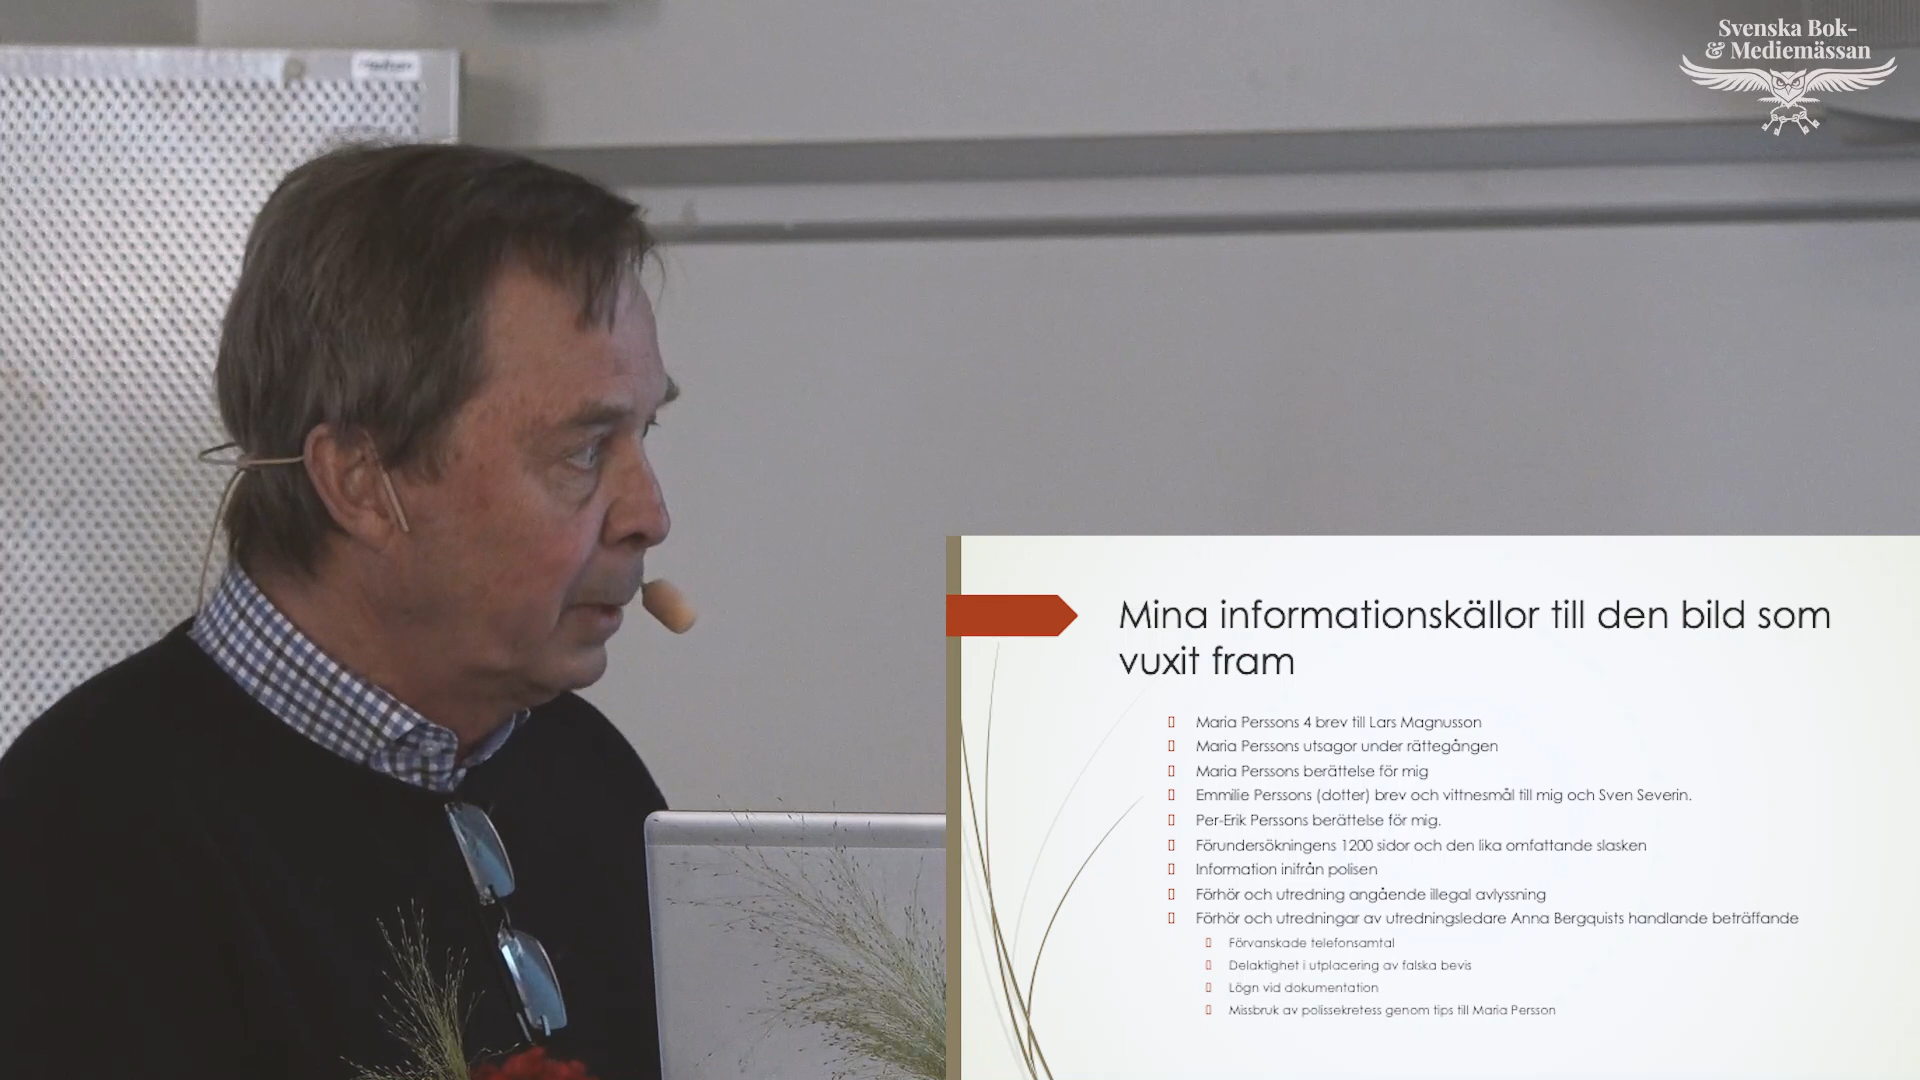 Svenska Bok-
& Mediemässan
Mina informationskällor till den bild som
vuxit fram
Maria Perssons 4 brev till Lars Magnusson
Maria Perssons utsagor under rättegången
Maria Perssons berättelse för mig
Emmilie Perssons (dotter) brev och vittnesmål till mig och Sven Severin.
Per-Erik Perssons berättelse för mig.
Förundersökningens 1200 sidor och den lika omfattande slasken
Information inifrån polisen
Förhör och utredning angående illegal avlyssning
Förhör och utredningar av utredningsledare Anna Bergquists handlande beträffande
Förvanskade telefonsamtal
Delaktighet i utplacering av falska bevis
Lögn vid dokumentation
Missbruk av polissekretess genom tips till Maria Persson